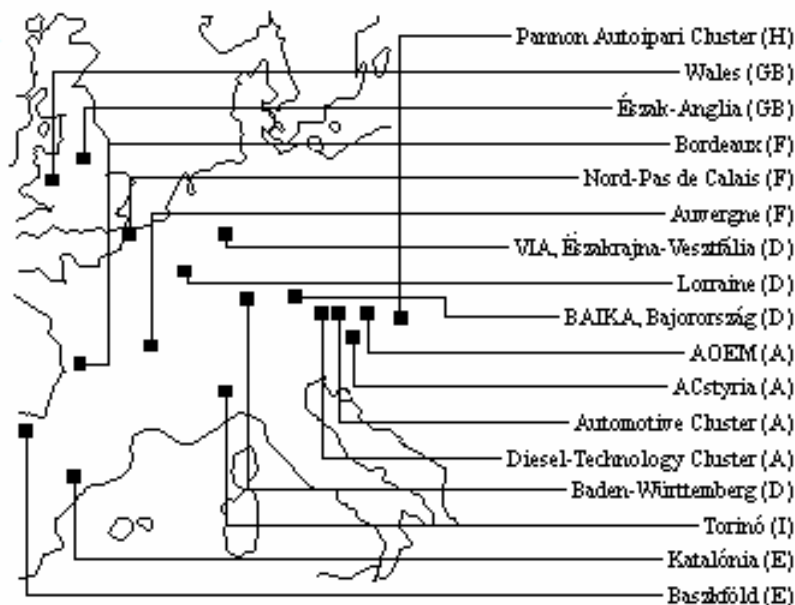 Pannon Autoipari Cluster (H)
Wales (GB)
Észak-Anglia (GB)
Bordeaux (F)
Nord-Pas de Calais (F)
Auvergne (F)
VIA, Északrajna-Vesztfália (D)
Lorraine (D)
BAIKA, Bajorország (D)
AOEM (A)
ACstyria (A)
Automotive Cluster (A)
Diesel-Technology Cluster (A)
Baden-Württemberg (D)
Torinó (I)
Katalónia (E)
Baszkföld (E)